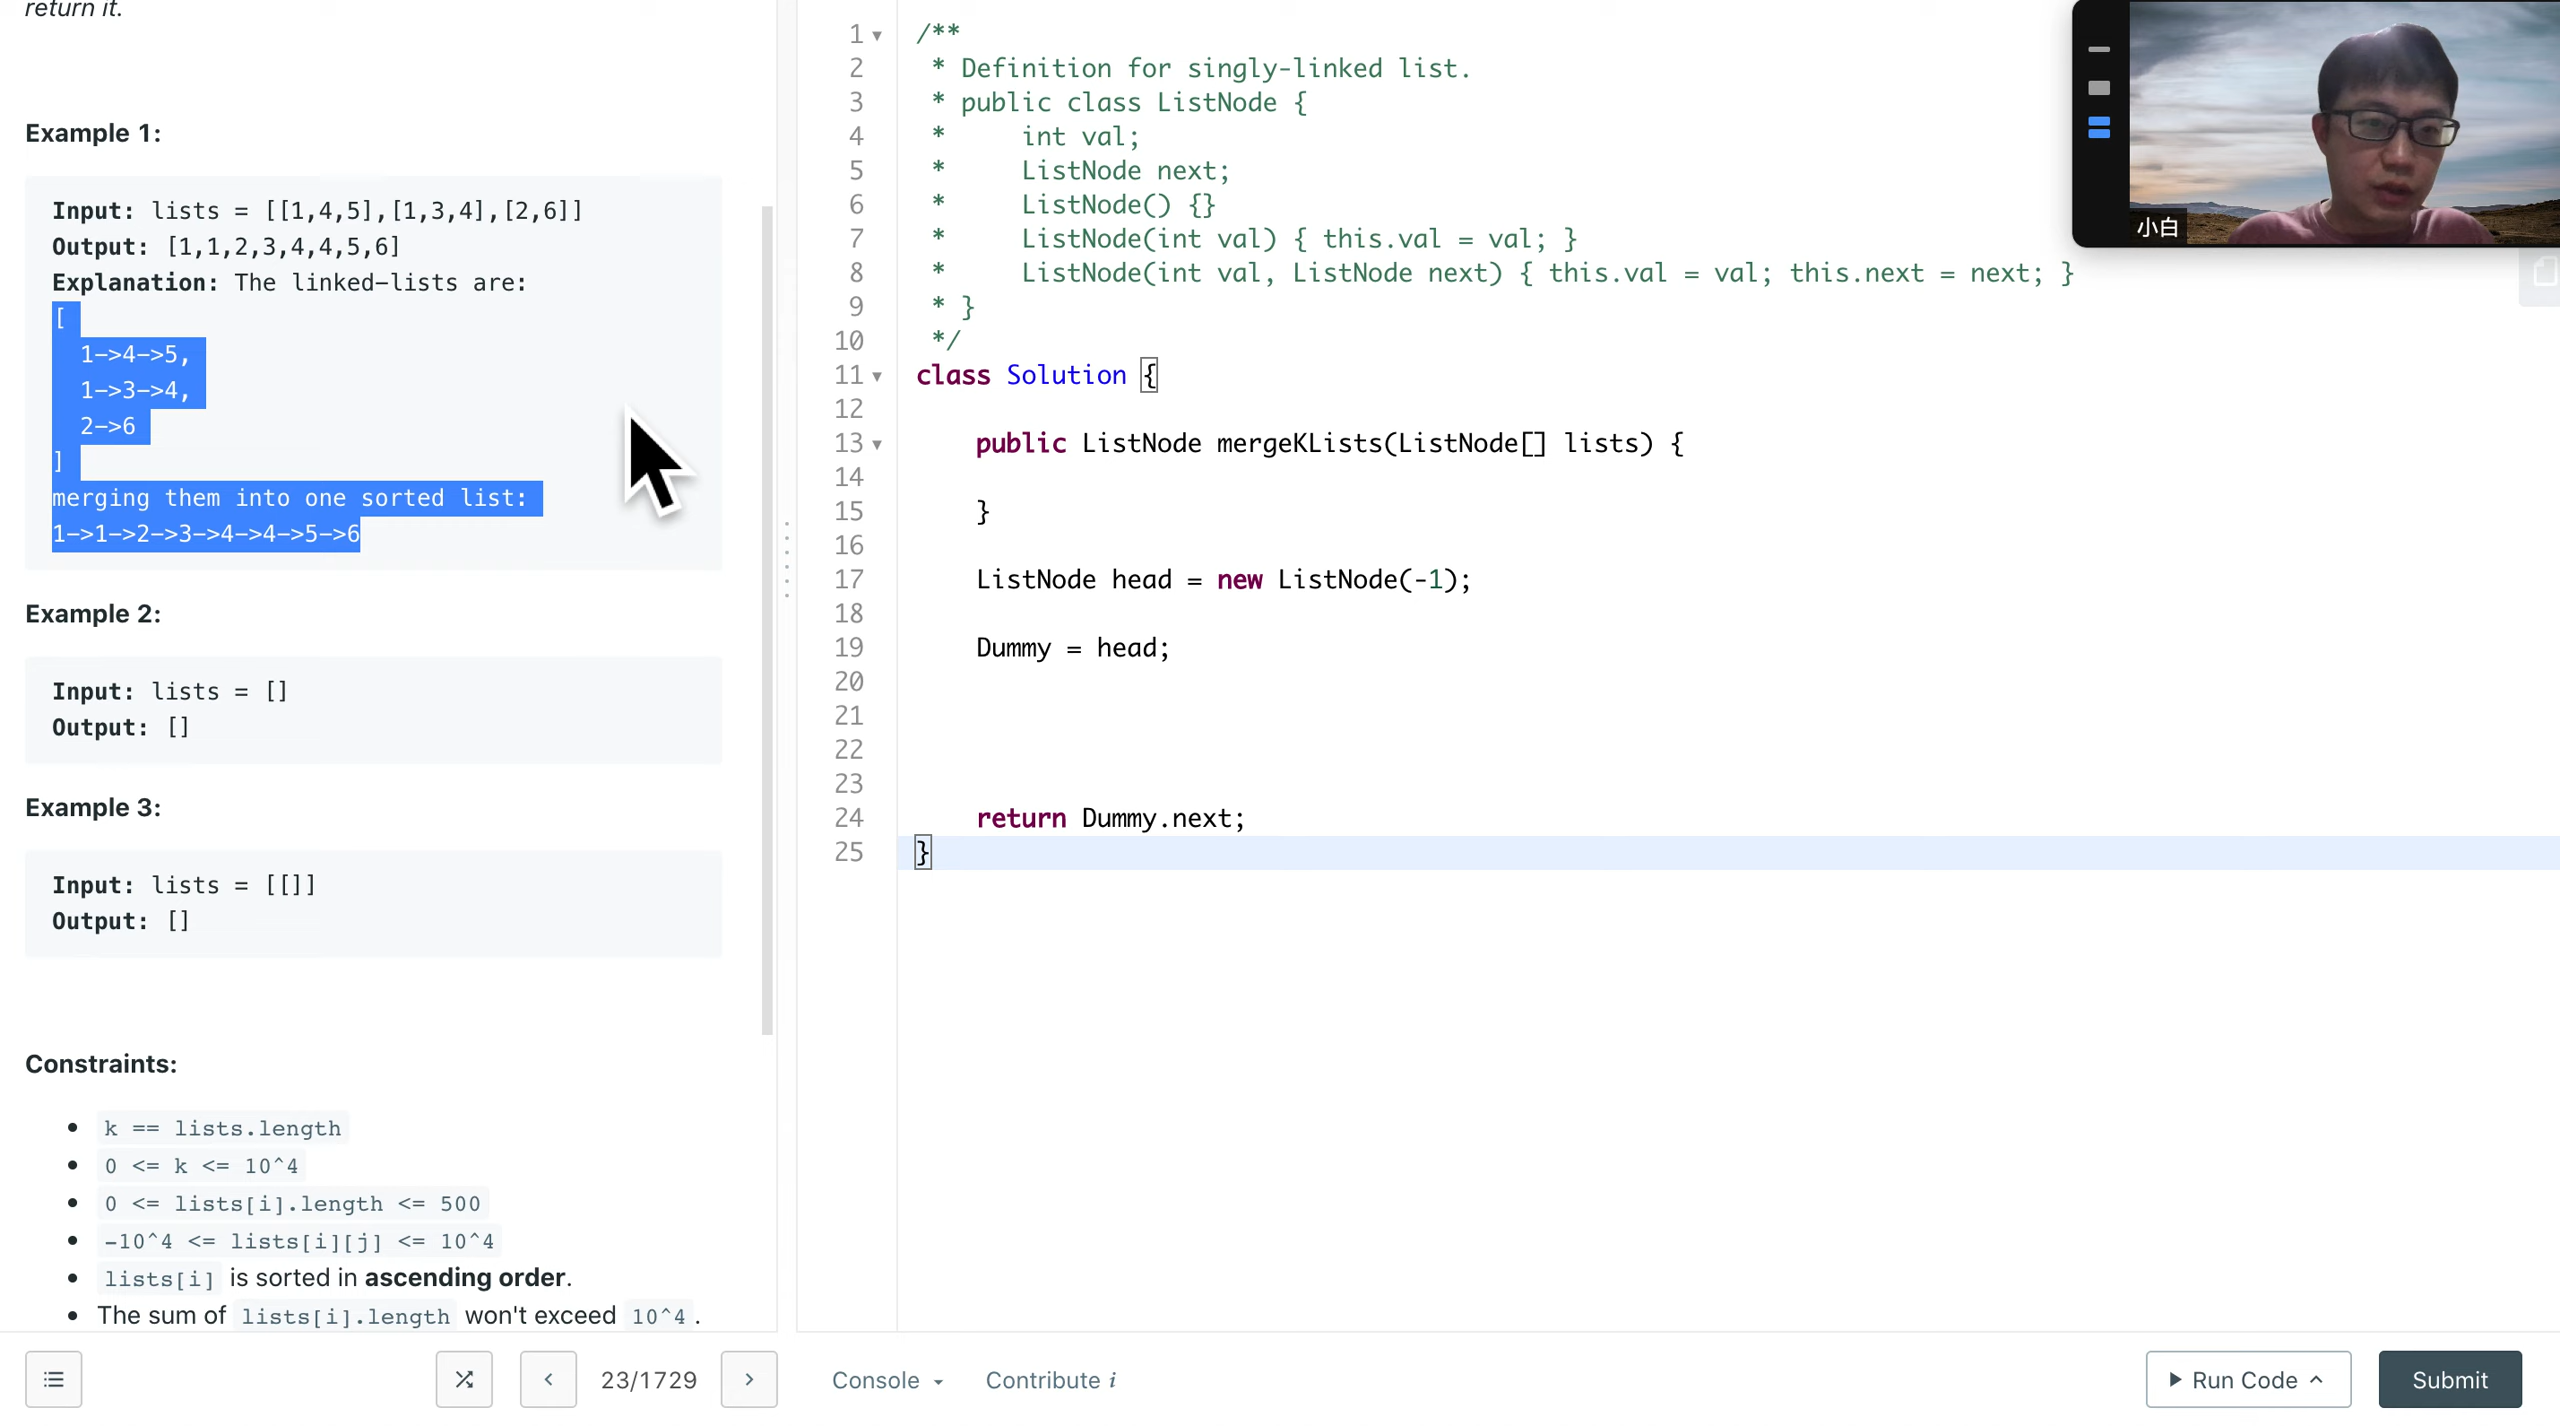 return it.
Example 1:
Input: lists = [[1,4,5],[1,3,4],[2,6]]
Output: [1,1,2,3,4,4,5,6]
Explanation: The linked-lists are:
[
1->4->5,
1->3->4,
2->6
]
merging them into one sorted list:
1->1->2->3->4->4->5->6
Example 2:
Input: lists = []
Output: []
Example 3:
Input: lists = [[]]
Output: []
Constraints:
• k == lists.length
• 0 <= k <= 10^4
• 0 <= lists[i].length <= 500
• -10^4 <= lists[i][j] <= 10^4
• lists[i] is sorted in ascending order.
• The sum of lists[i].length won't exceed 10^4 .
23/1729
1 /**
2 * Definition for singly-linked list.
3 * public class ListNode {
4 * int val;
5 * ListNode next;
6 * ListNode() {}
7 * ListNode(int val) { this.val = val; }
8 * ListNode(int val, ListNode next) { this.val = val; this.next = next; }
9 * }
10 */
11 class Solution {
12
13 public ListNode mergeKLists(ListNode[] lists) {
14
15 }
16
17 ListNode head = new ListNode(-1);
18
19 Dummy = head;
20
21
22
23
24 return Dummy.next;
25 }
Console
Contribute i
Run Code
Submit
小白